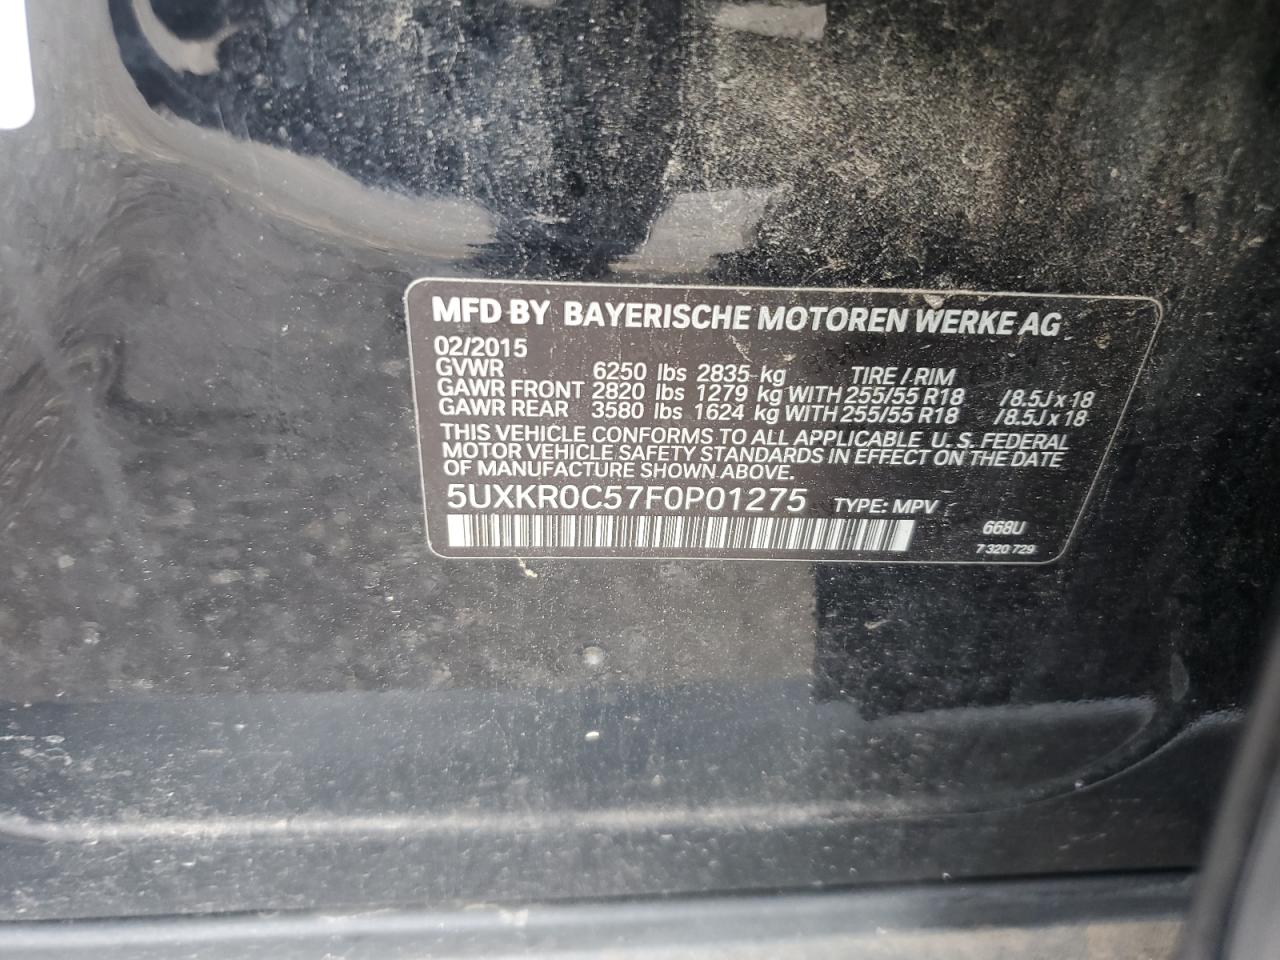 MFD BY BAYERISCHE MOTOREN WERKE AG
02/2015
GVWR 6250 lbs 2835 kg TIRE / RIM
GAWR FRONT 2820 lbs 1279 kg WITH 255/55 R18 /8.5J x 18
GAWR REAR 3580 lbs 1624 kg WITH 255/55 R18 /8.5J x 18
THIS VEHICLE CONFORMS TO ALL APPLICABLE U.S. FEDERAL
MOTOR VEHICLE SAFETY STANDARDS IN EFFECT ON THE DATE
OF MANUFACTURE SHOWN ABOVE.
5UXKR0C57F0P01275 TYPE: MPV
668U
7 320 729